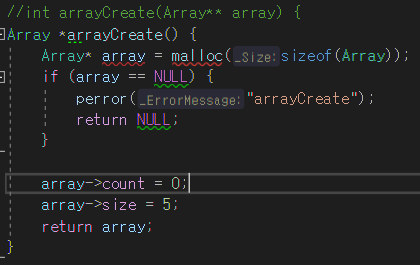 //int arrayCreate(Array** array) {
Array *arrayCreate() {
Array* array = malloc(_Size:sizeof(Array));
if (array == NULL) {
perror(_ErrorMessage:"arrayCreate");
return NULL;
}
array->count = 0;
array->size = 5;
return array;
}